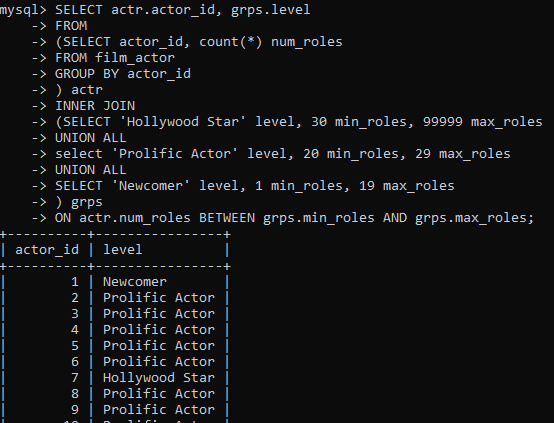 mysql> SELECT actr.actor_id, grps.level
    -> FROM
    -> (SELECT actor_id, count(*) num_roles
    -> FROM film_actor
    -> GROUP BY actor_id
    -> ) actr
    -> INNER JOIN
    -> (SELECT 'Hollywood Star' level, 30 min_roles, 99999 max_roles
    -> UNION ALL
    -> select 'Prolific Actor' level, 20 min_roles, 29 max_roles
    -> UNION ALL
    -> SELECT 'Newcomer' level, 1 min_roles, 19 max_roles
    -> ) grps
    -> ON actr.num_roles BETWEEN grps.min_roles AND grps.max_roles;
+----------+----------------+
| actor_id | level          |
+----------+----------------+
|        1 | Newcomer       |
|        2 | Prolific Actor |
|        3 | Prolific Actor |
|        4 | Prolific Actor |
|        5 | Prolific Actor |
|        6 | Prolific Actor |
|        7 | Hollywood Star |
|        8 | Prolific Actor |
|        9 | Prolific Actor |